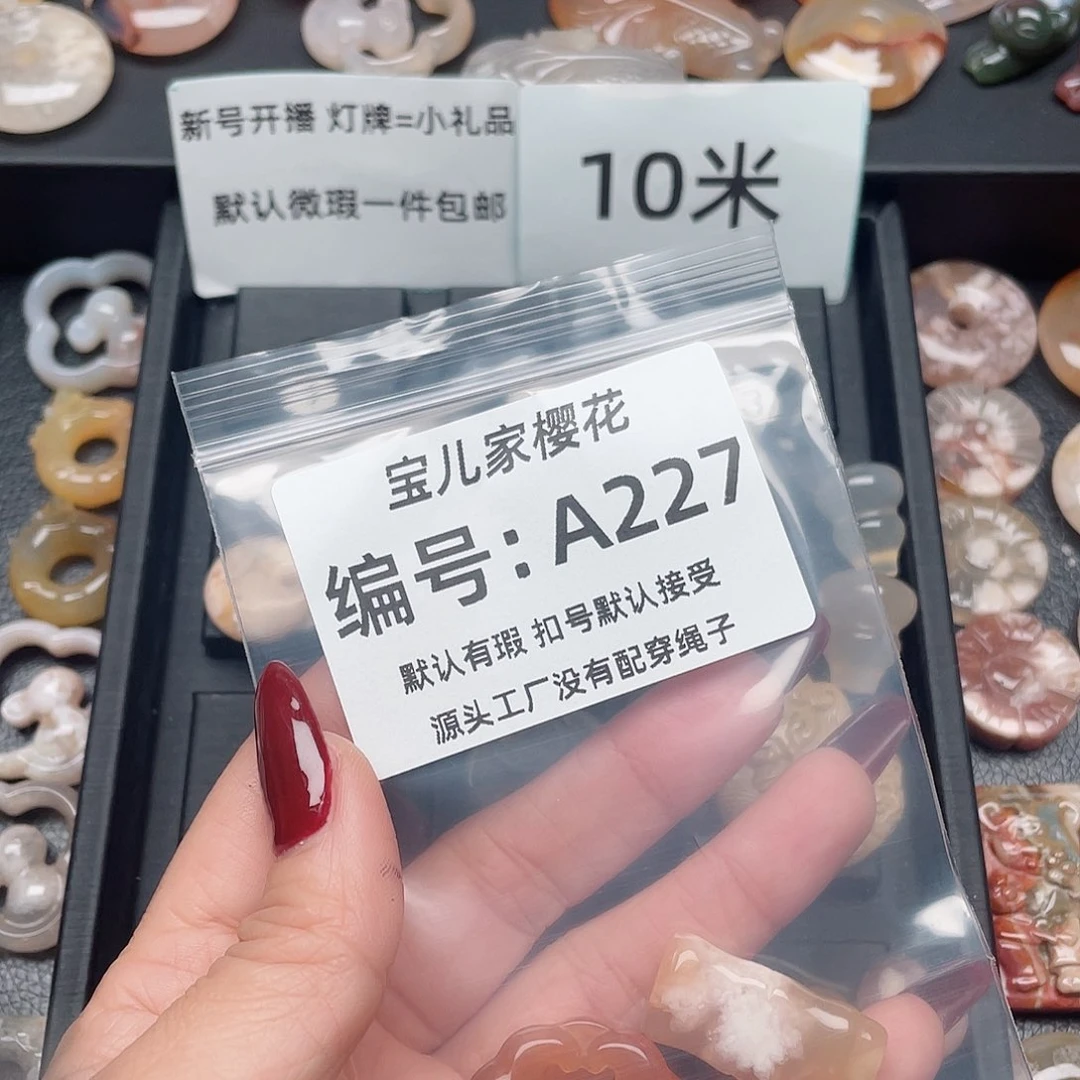 新号开播 灯牌=小礼品
默认微瑕一件包邮
10米
宝儿家樱花
编号：A227
默认有瑕 扣号默认接受
源头工厂没有配穿绳子